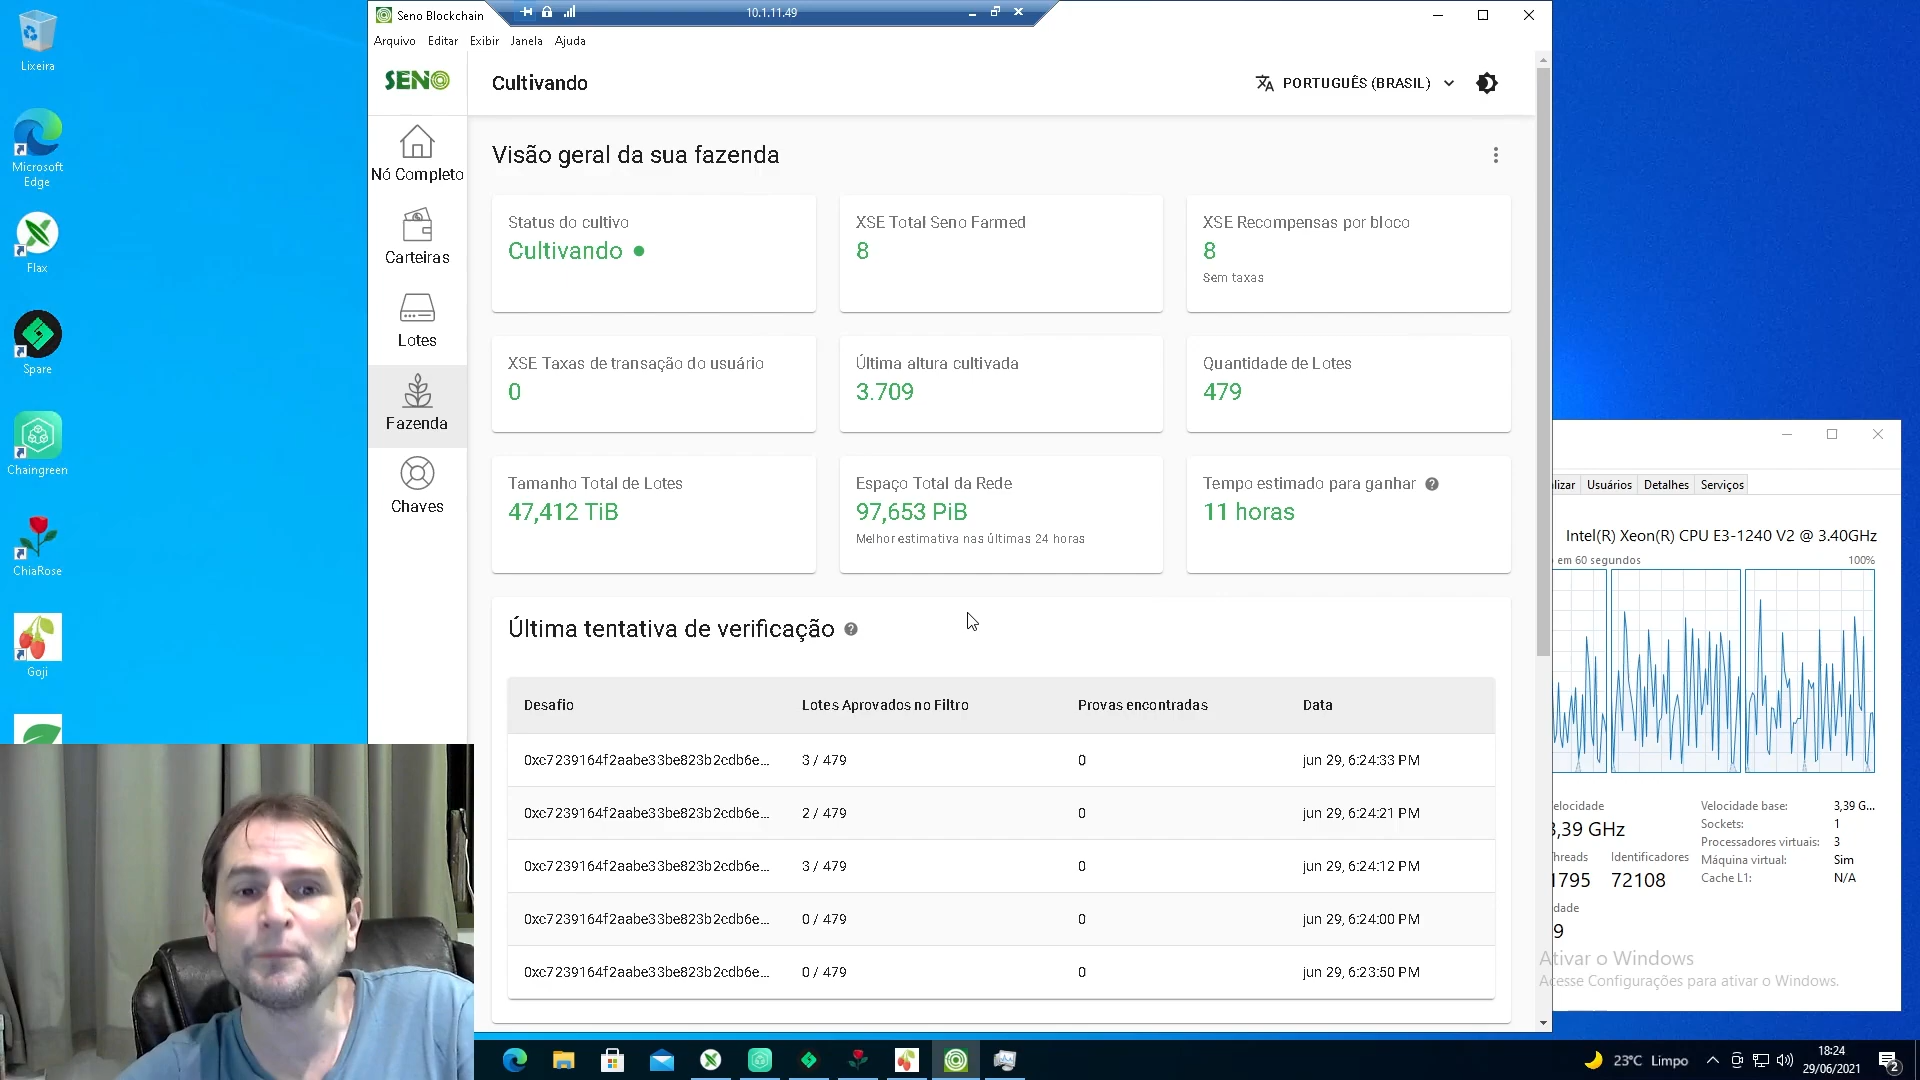 Lixeira
Microsoft
Edge
Flax
Spare
Chaingreen
ChiaRose
Goji
Seno Blockchain
10.1.11.49
Arquivo Editar Exibir Janela Ajuda
SENO
Cultivando
PORTUGUÊS (BRASIL)
Nó Completo
Carteiras
Lotes
Fazenda
Chaves
Visão geral da sua fazenda
Status do cultivo
Cultivando
XSE Total Seno Farmed
8
XSE Recompensas por bloco
8
Sem taxas
XSE Taxas de transação do usuário
0
Última altura cultivada
3.709
Quantidade de Lotes
479
Tamanho Total de Lotes
47,412 TiB
Espaço Total da Rede
97,653 PiB
Melhor estimativa nas últimas 24 horas
Tempo estimado para ganhar
11 horas
Última tentativa de verificação
Desafio Lotes Aprovados no Filtro Provas encontradas Data
0xc7239164f2aabe33be823b2cdb6e... 3 / 479 0 jun 29, 6:24:33 PM
0xc7239164f2aabe33be823b2cdb6e... 2 / 479 0 jun 29, 6:24:21 PM
0xc7239164f2aabe33be823b2cdb6e... 3 / 479 0 jun 29, 6:24:12 PM
0xc7239164f2aabe33be823b2cdb6e... 0 / 479 0 jun 29, 6:24:00 PM
0xc7239164f2aabe33be823b2cdb6e... 0 / 479 0 jun 29, 6:23:50 PM
lizar Usuários Detalhes Serviços
Intel(R) Xeon(R) CPU E3-1240 V2 @ 3.40GHz
em 60 segundos 100%
elocidade
3,39 GHz
Threads Identificadores
1795 72108
dade
9
Velocidade base: 3,39 G...
Sockets: 1
Processadores virtuais: 3
Máquina virtual: Sim
Cache L1: N/A
Ativar o Windows
Acesse Configurações para ativar o Windows.
23°C Limpo
18:24
29/06/2021
2